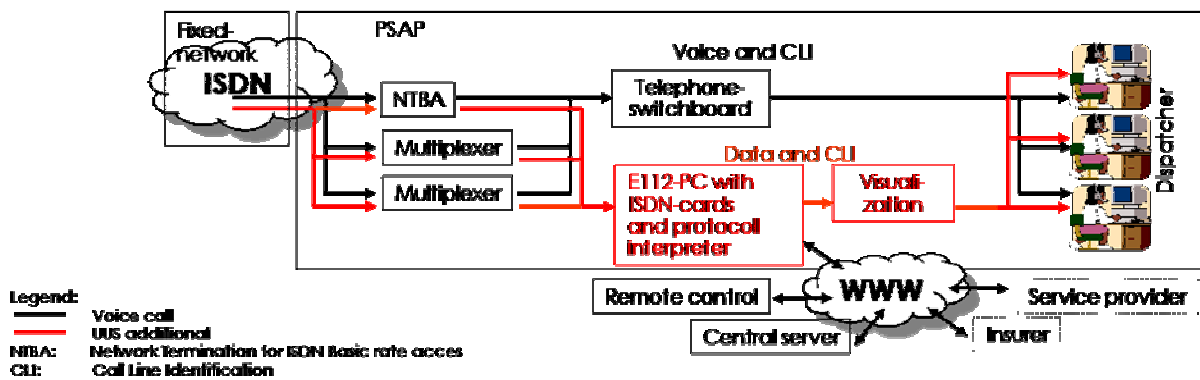 Fixed-
network
ISDN
PSAP
Voice and CLI
NTBA
Telephone-
switchboard
Multiplexer
Multiplexer
Data and CLI
E112-PC with
ISDN-cards
and protocoll
interpreter
Visuali-
zation
Dispatcher
WWW
Remote control
Central server
Service provider
Insurer
Legend:
Voice call
UUS additional
NTBA: Network Termination for ISDN Basic rate acces
CLI: Call Line Identification